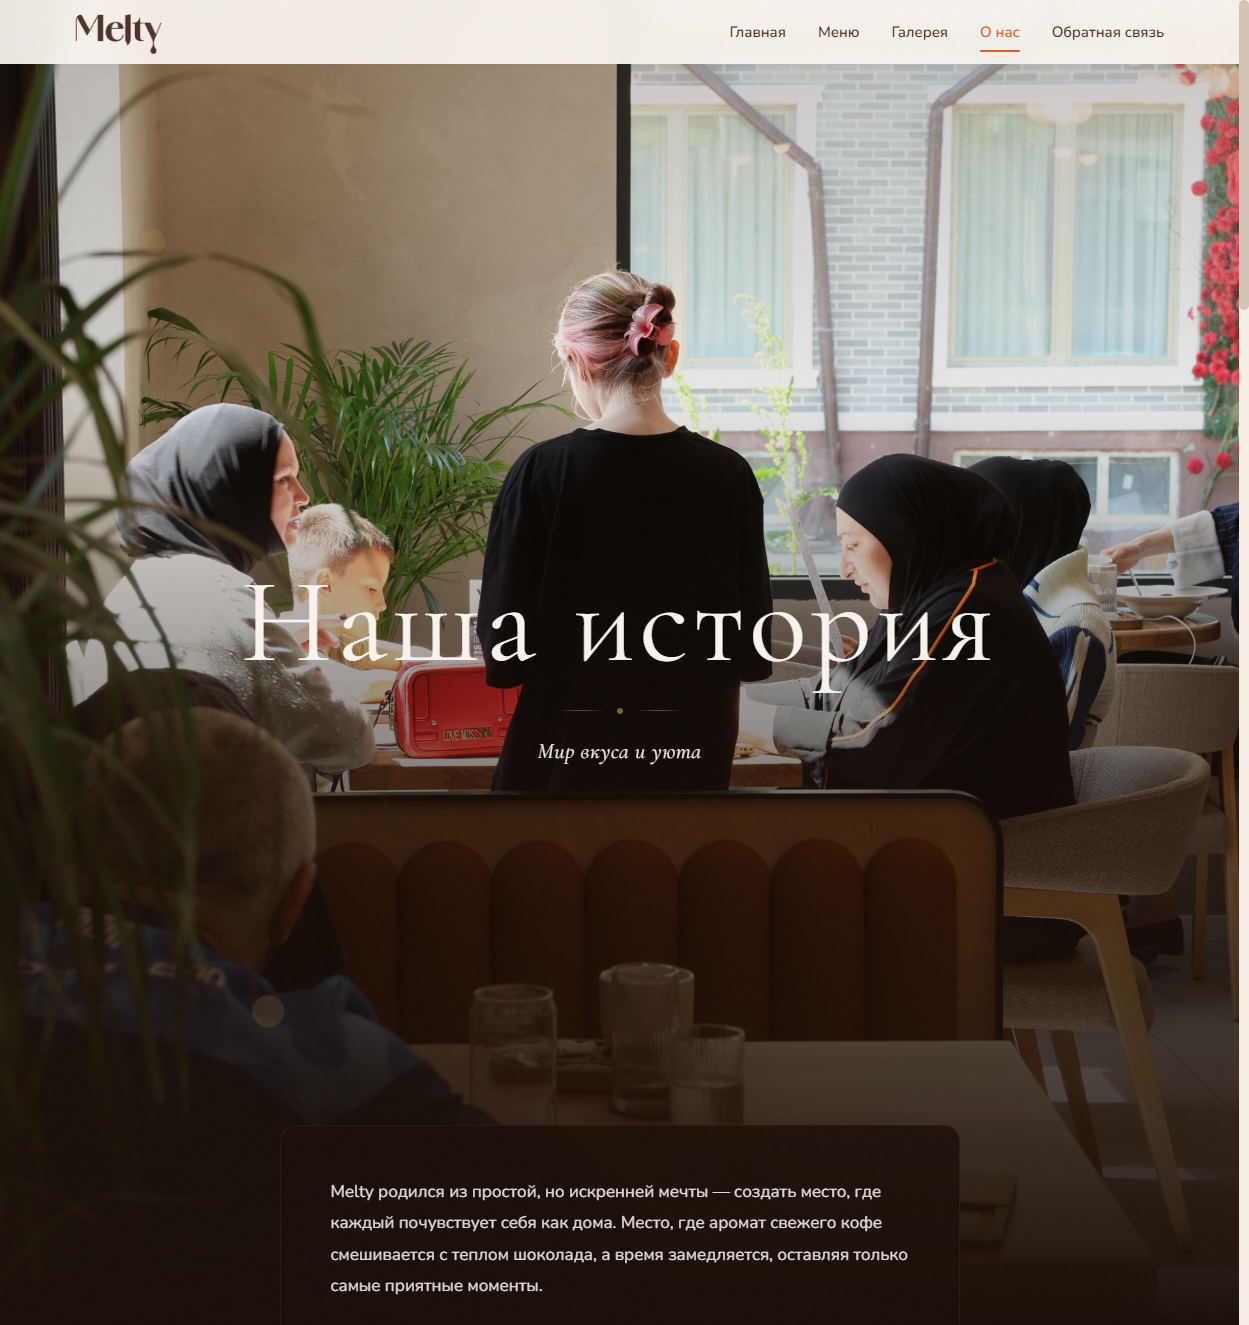 Melty
Главная Меню Галерея О нас Обратная связь
Наша история
LOVE MOSCHINO
Мир вкуса и уюта
Melty родился из простой, но искренней мечты — создать место, где
каждый почувствует себя как дома. Место, где аромат свежего кофе
смешивается с теплом шоколада, а время замедляется, оставляя только
самые приятные моменты.